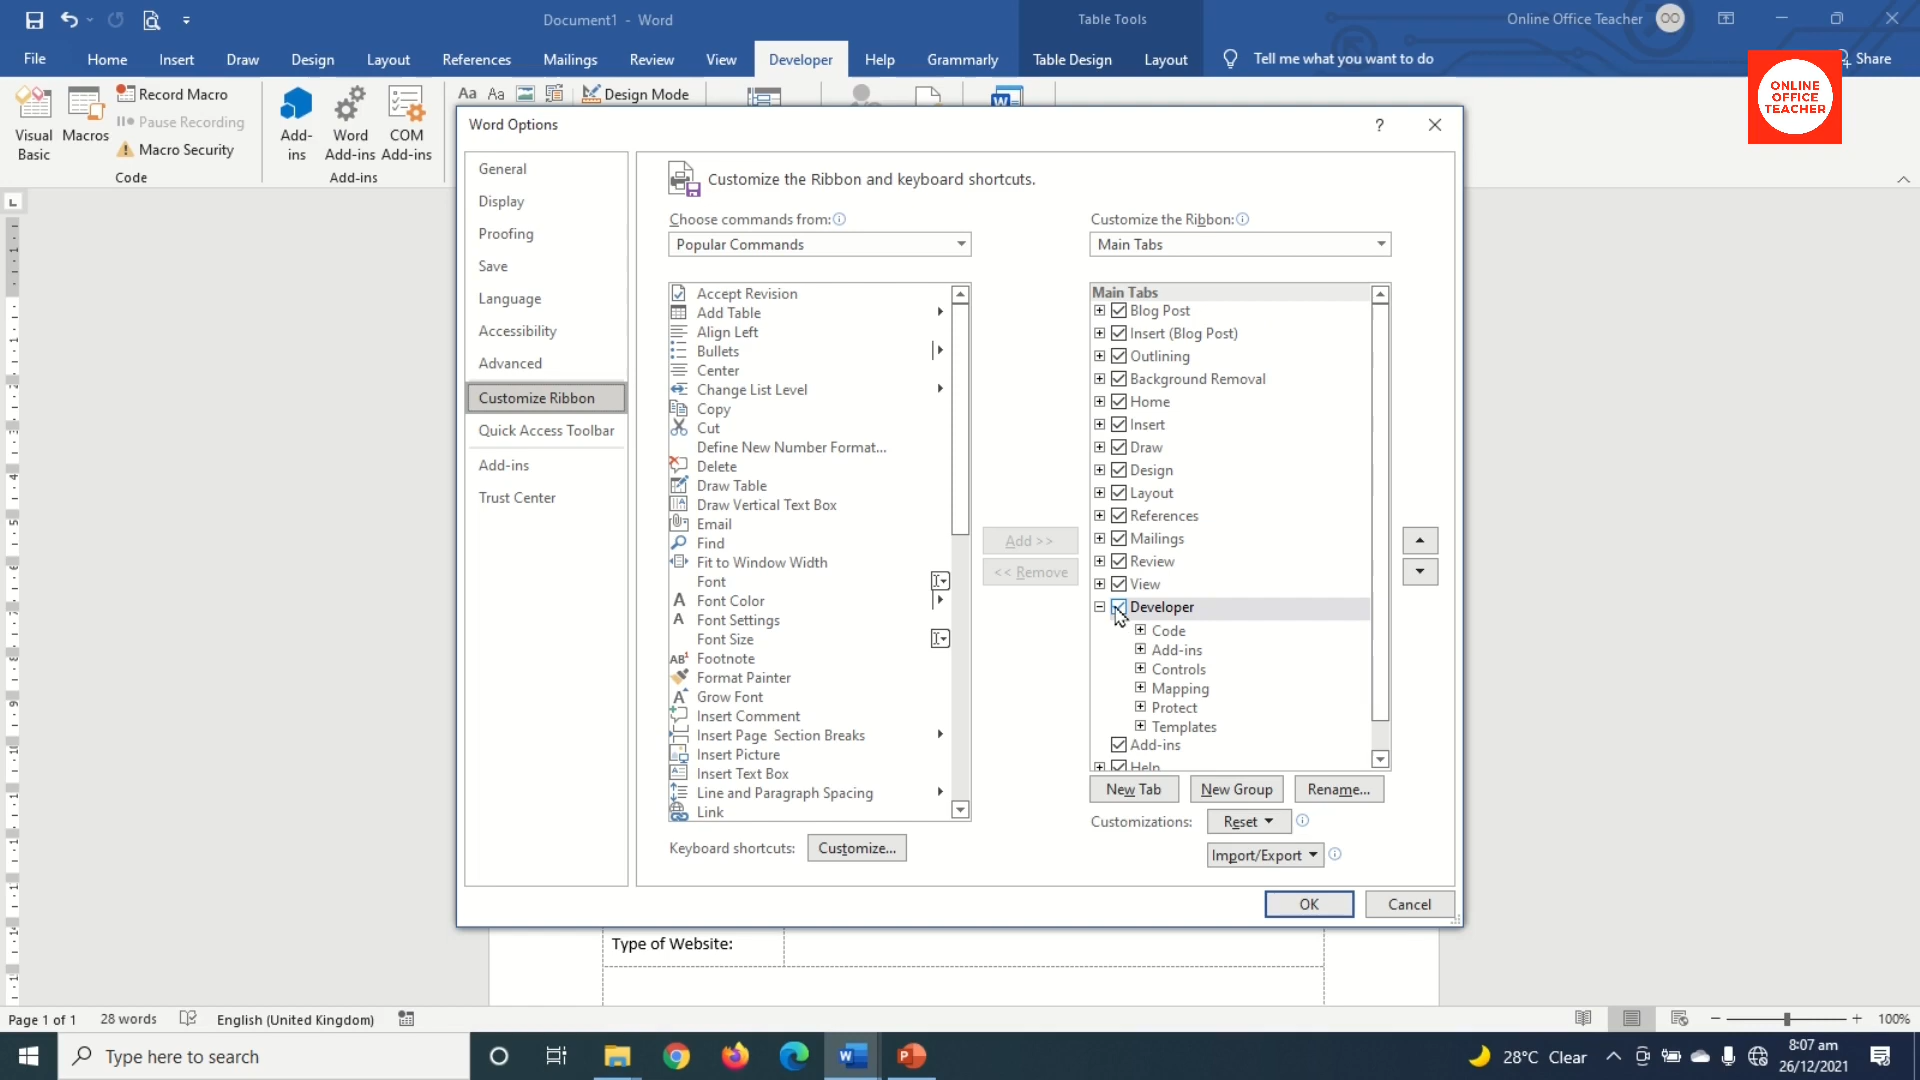 Document1 - Word
Table Tools
Online Office Teacher
OO
File
Home
Insert
Draw
Design
Layout
References
Mailings
Review
View
Developer
Help
Grammarly
Table Design
Layout
Tell me what you want to do
Share
ONLINE
OFFICE
TEACHER
Visual
Basic
Macros
Record Macro
Pause Recording
Macro Security
Code
Add-
ins
Word
Add-ins
COM
Add-ins
Add-ins
Aa Aa
Design Mode
Word Options
?
General
Display
Proofing
Save
Language
Accessibility
Advanced
Customize Ribbon
Quick Access Toolbar
Add-ins
Trust Center
Customize the Ribbon and keyboard shortcuts.
Choose commands from:
Popular Commands
Accept Revision
Add Table
Align Left
Bullets
Center
Change List Level
Copy
Cut
Define New Number Format...
Delete
Draw Table
Draw Vertical Text Box
Email
Find
Fit to Window Width
Font
Font Color
Font Settings
Font Size
Footnote
Format Painter
Grow Font
Insert Comment
Insert Page Section Breaks
Insert Picture
Insert Text Box
Line and Paragraph Spacing
Link
Keyboard shortcuts:
Customize...
Add >>
<< Remove
Customize the Ribbon:
Main Tabs
Main Tabs
Blog Post
Insert (Blog Post)
Outlining
Background Removal
Home
Insert
Draw
Design
Layout
References
Mailings
Review
View
Developer
Code
Add-ins
Controls
Mapping
Protect
Templates
Add-ins
Help
New Tab
New Group
Rename...
Customizations:
Reset
Import/Export
OK
Cancel
Type of Website:
Page 1 of 1
28 words
English (United Kingdom)
100%
Type here to search
28°C Clear
8:07 am
26/12/2021